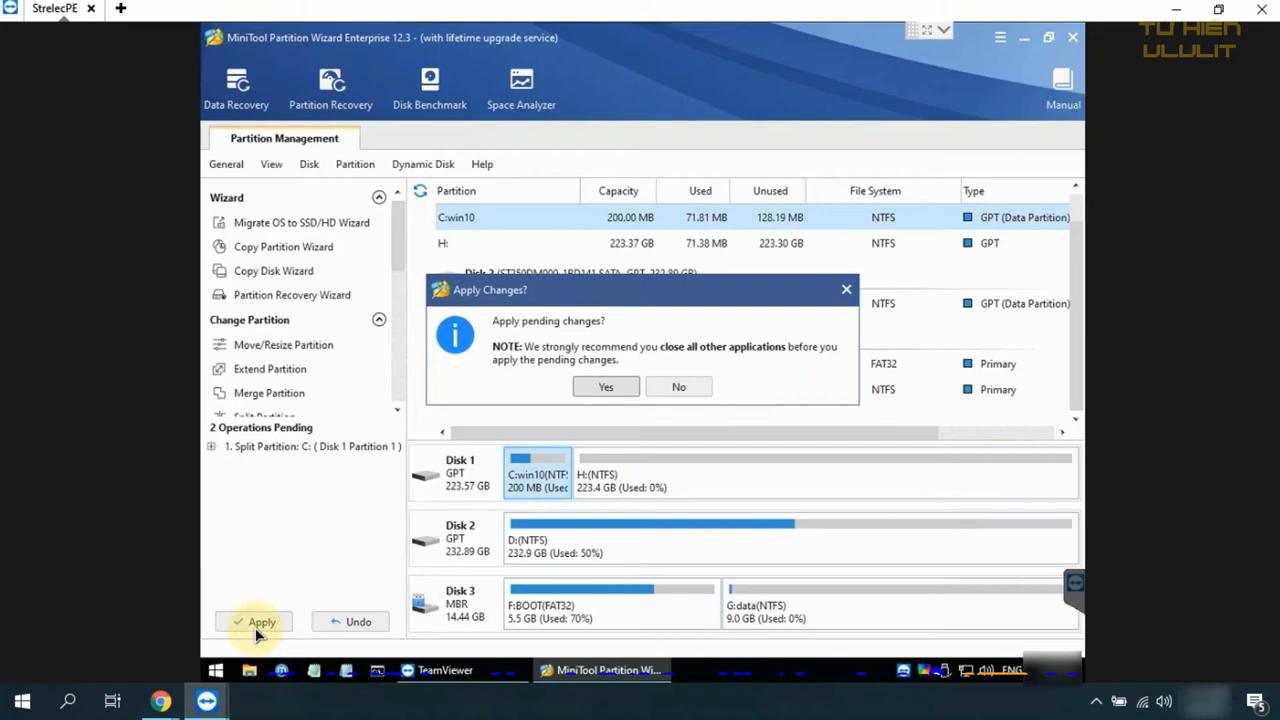 StrelecPE
TỪ HIỀN
ULULIT
MiniTool Partition Wizard Enterprise 12.3 - (with lifetime upgrade service)
Data Recovery
Partition Recovery
Disk Benchmark
Space Analyzer
Manual
Partition Management
General View Disk Partition Dynamic Disk Help
Wizard
Migrate OS to SSD/HD Wizard
Copy Partition Wizard
Copy Disk Wizard
Partition Recovery Wizard
Change Partition
Move/Resize Partition
Extend Partition
Merge Partition
Split Partition
2 Operations Pending
1. Split Partition: C: ( Disk 1 Partition 1 )
Apply
Undo
Partition Capacity Used Unused File System Type
C:win10 200.00 MB 71.81 MB 128.19 MB NTFS GPT (Data Partition)
H: 223.37 GB 71.38 MB 223.30 GB NTFS GPT
Disk 2 (ST250DM000-1BD141 SATA, GPT, 232.89 GB)
NTFS GPT (Data Partition)
FAT32 Primary
NTFS Primary
Apply Changes?
Apply pending changes?
NOTE: We strongly recommend you close all other applications before you
apply the pending changes.
Yes
No
Disk 1
GPT
223.57 GB
C:win10(NTF
200 MB (Used
H:(NTFS)
223.4 GB (Used: 0%)
Disk 2
GPT
232.89 GB
D:(NTFS)
232.9 GB (Used: 50%)
Disk 3
MBR
14.44 GB
F:BOOT(FAT32)
5.5 GB (Used: 70%)
G:data(NTFS)
9.0 GB (Used: 0%)
TeamViewer
MiniTool Partition Wi...
ENG
5